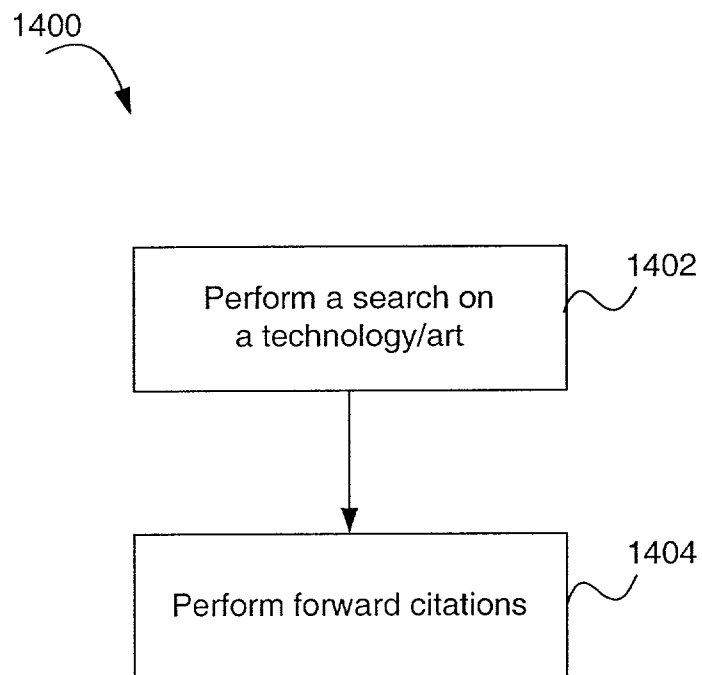 1400
Perform a search on
a technology/art
1402
Perform forward citations
1404